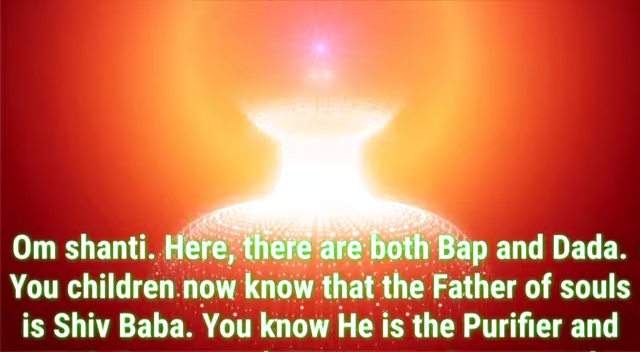 Om shanti. Here, there are both Bap and Dada.
You children now know that the Father of souls
is Shiv Baba. You know He is the Purifier and